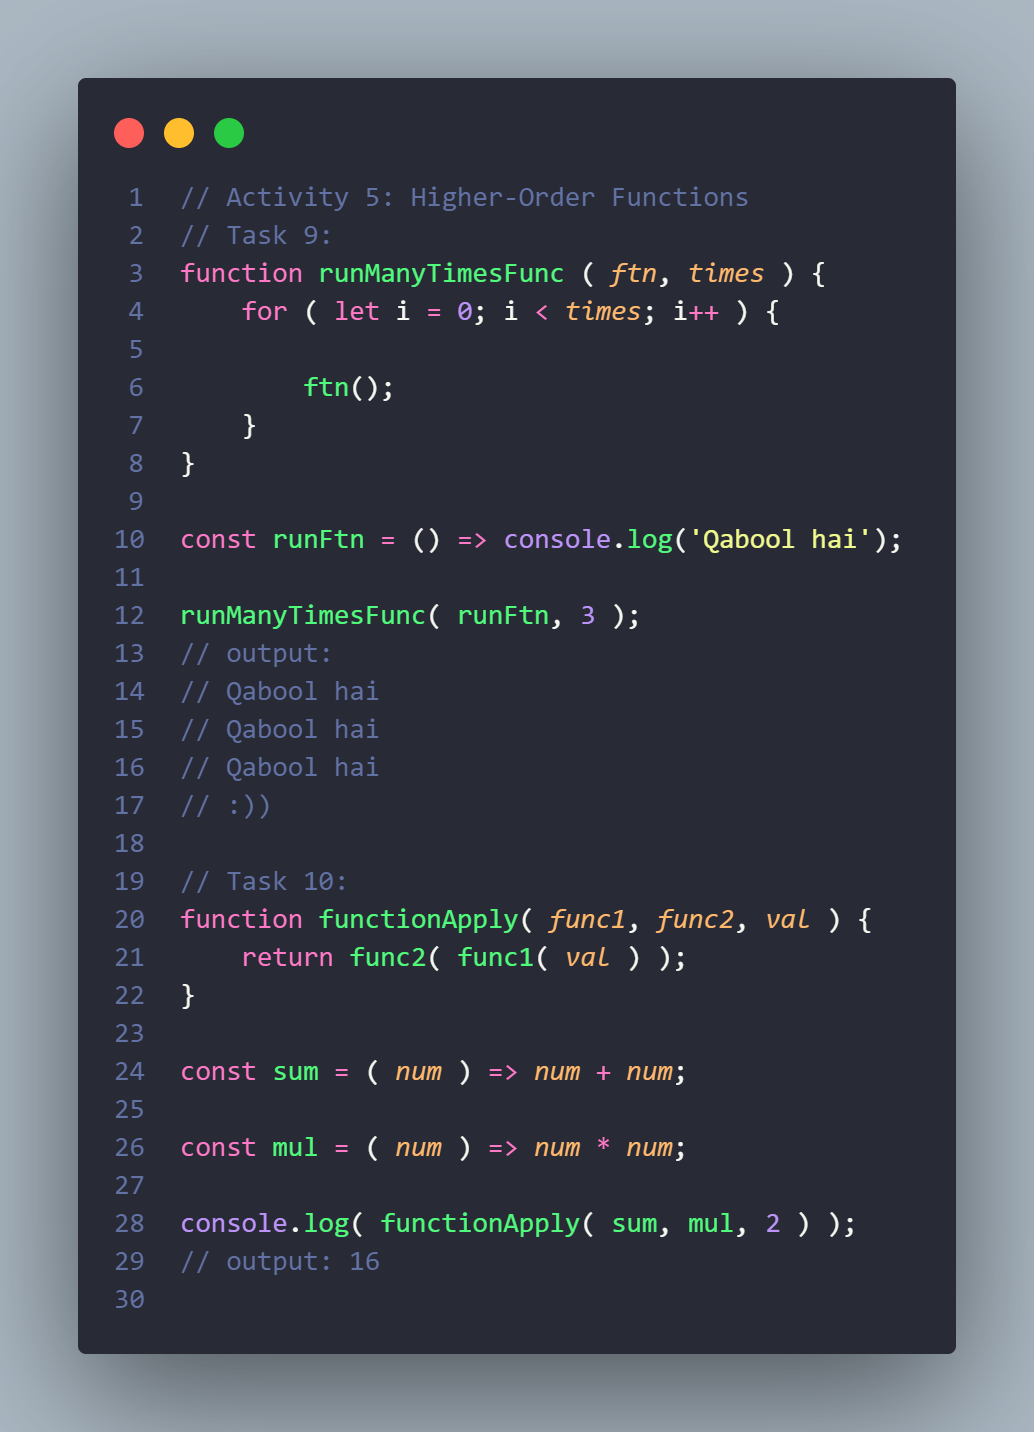 1 // Activity 5: Higher-Order Functions
2 // Task 9:
3 function runManyTimesFunc ( ftn, times ) {
4     for ( let i = 0; i < times; i++ ) {
5
6         ftn();
7     }
8 }
9
10 const runFtn = () => console.log('Qabool hai');
11
12 runManyTimesFunc( runFtn, 3 );
13 // output:
14 // Qabool hai
15 // Qabool hai
16 // Qabool hai
17 // :))
18
19 // Task 10:
20 function functionApply( func1, func2, val ) {
21     return func2( func1( val ) );
22 }
23
24 const sum = ( num ) => num + num;
25
26 const mul = ( num ) => num * num;
27
28 console.log( functionApply( sum, mul, 2 ) );
29 // output: 16
30